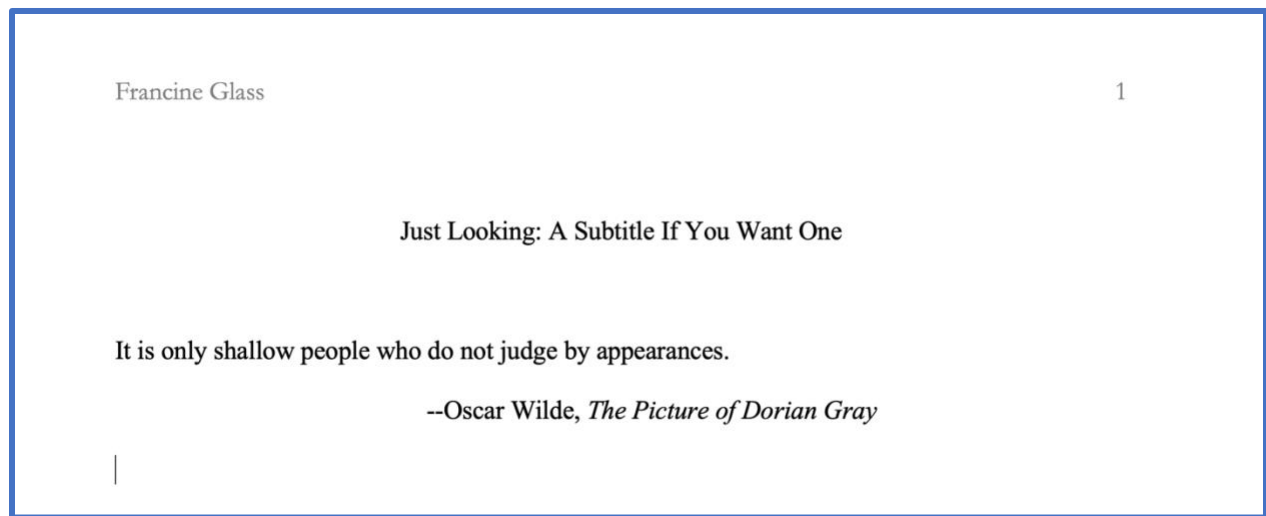 Francine Glass 1
Just Looking: A Subtitle If You Want One
It is only shallow people who do not judge by appearances.
--Oscar Wilde, The Picture of Dorian Gray